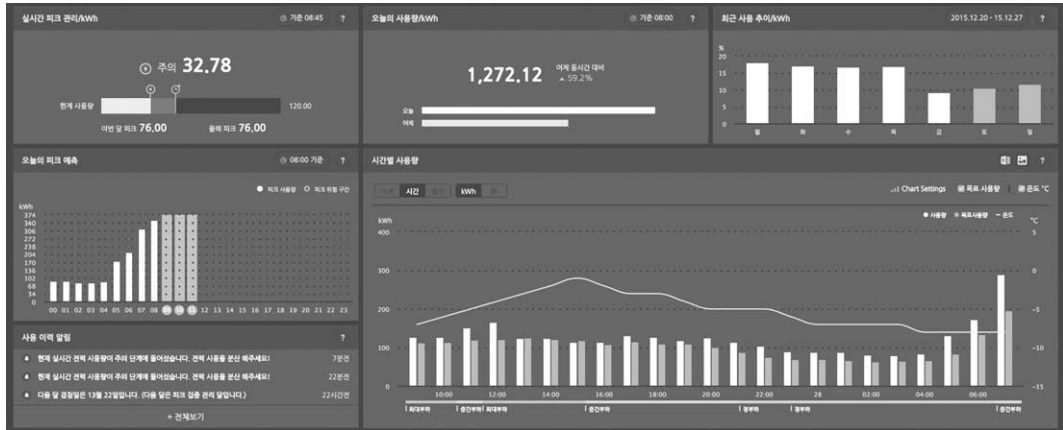 실시간 피크 관리/kWh
기준 08:45 ?
주의 32.78
한계 사용량
120.00
이번 달 피크 76.00
올해 피크 76.00
오늘의 사용량/kWh
기준 08:00 ?
1,272.12
어제 동시간 대비
▲ 59.2%
오늘
어제
최근 사용 추이/kWh
2015.12.20 - 15.12.27 ?
%
20
15
10
5
0
월 화 수 목 금 토 일
오늘의 피크 예측
08:00 기준 ?
피크 사용량 피크 위험 구간
kWh
374
340
306
272
238
204
170
136
102
68
34
0
00 01 02 03 04 05 06 07 08 09 10 11 12 13 14 15 16 17 18 19 20 21 22 23
사용 이력 알림 ?
현재 실시간 전력 사용량이 주의 단계에 들어섰습니다. 전력 사용을 분산 해주세요! 7분전
현재 실시간 전력 사용량이 주의 단계에 들어섰습니다. 전력 사용을 분산 해주세요! 22분전
다음 달 검침일은 13월 22일입니다. (다음 달은 피크 집중 관리 달입니다.) 22시간전
+ 전체보기
시간별 사용량 ?
시간
kWh
Chart Settings
목표 사용량
온도 °C
사용량 목표사용량 온도
kWh
400
300
200
100
0
°C
5
0
-5
-10
-15
10:00 12:00 14:00 16:00 18:00 20:00 22:00 28 02:00 04:00 06:00
최대부하 중간부하 최대부하 중간부하 경부하 경부하 중간부하